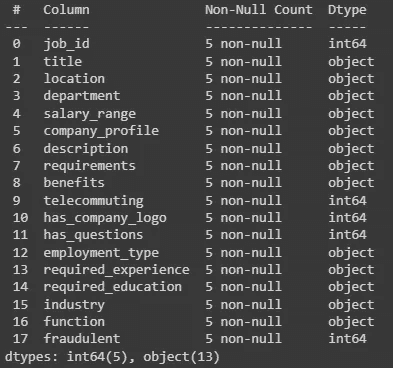 #   Column               Non-Null Count  Dtype
---  ------               --------------  -----
 0   job_id               5 non-null      int64
 1   title                5 non-null      object
 2   location             5 non-null      object
 3   department           5 non-null      object
 4   salary_range         5 non-null      object
 5   company_profile      5 non-null      object
 6   description          5 non-null      object
 7   requirements         5 non-null      object
 8   benefits             5 non-null      object
 9   telecommuting        5 non-null      int64
 10  has_company_logo     5 non-null      int64
 11  has_questions        5 non-null      int64
 12  employment_type      5 non-null      object
 13  required_experience  5 non-null      object
 14  required_education   5 non-null      object
 15  industry             5 non-null      object
 16  function             5 non-null      object
 17  fraudulent           5 non-null      int64
dtypes: int64(5), object(13)